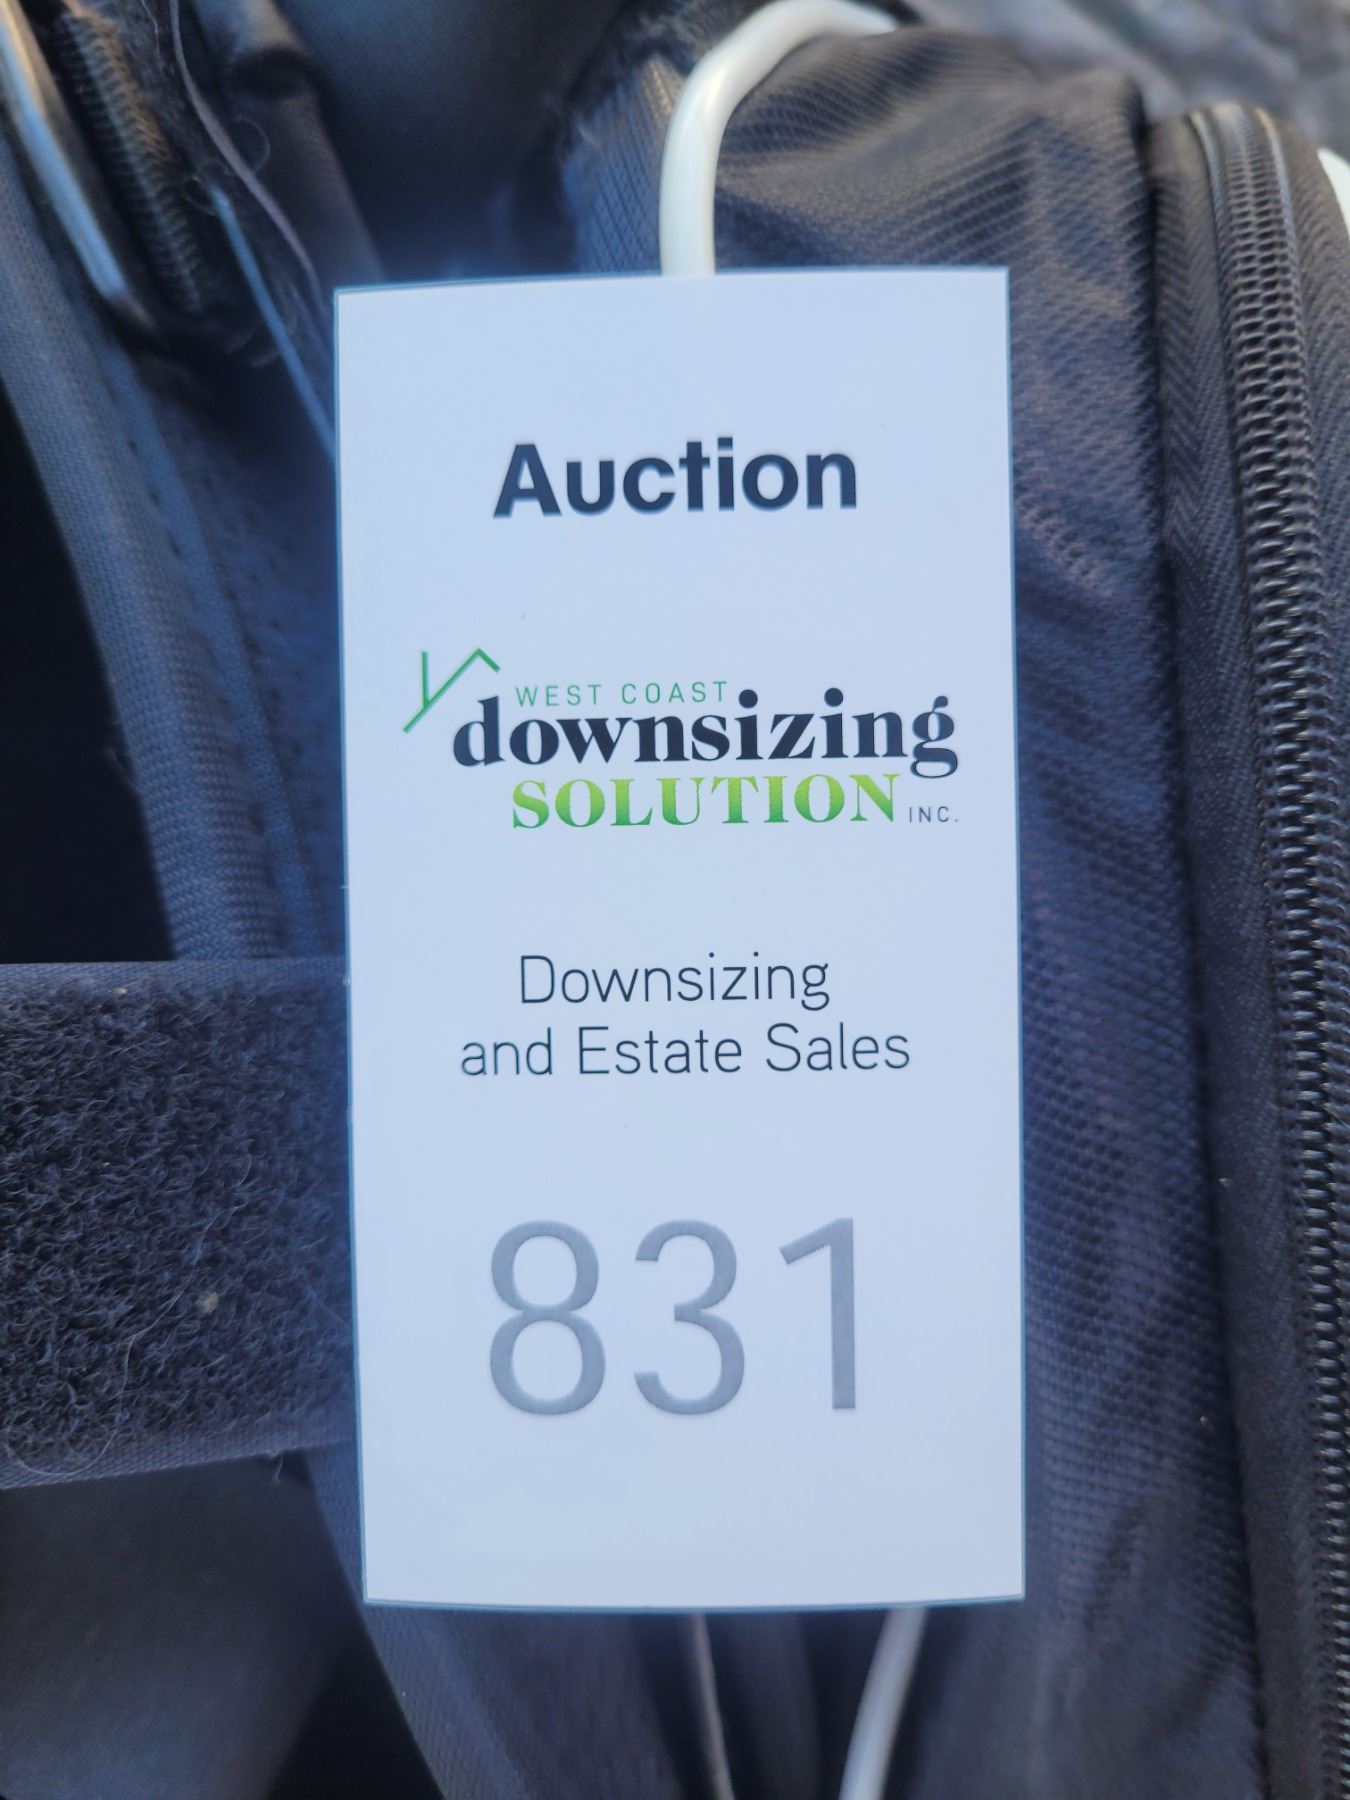 Auction
WEST COAST
downsizing
SOLUTION INC.
Downsizing
and Estate Sales
831